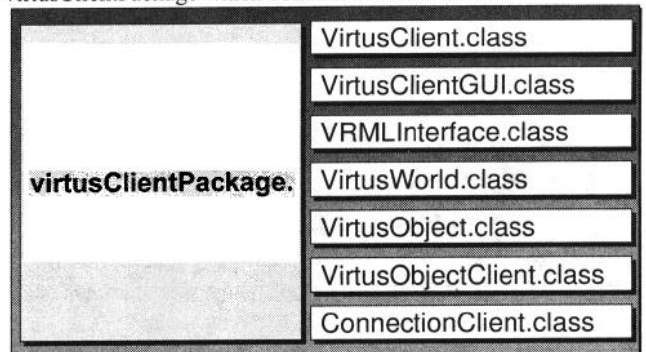 virtusClientPackage.
VirtusClient.class
VirtusClientGUI.class
VRMLInterface.class
VirtusWorld.class
VirtusObject.class
VirtusObjectClient.class
ConnectionClient.class